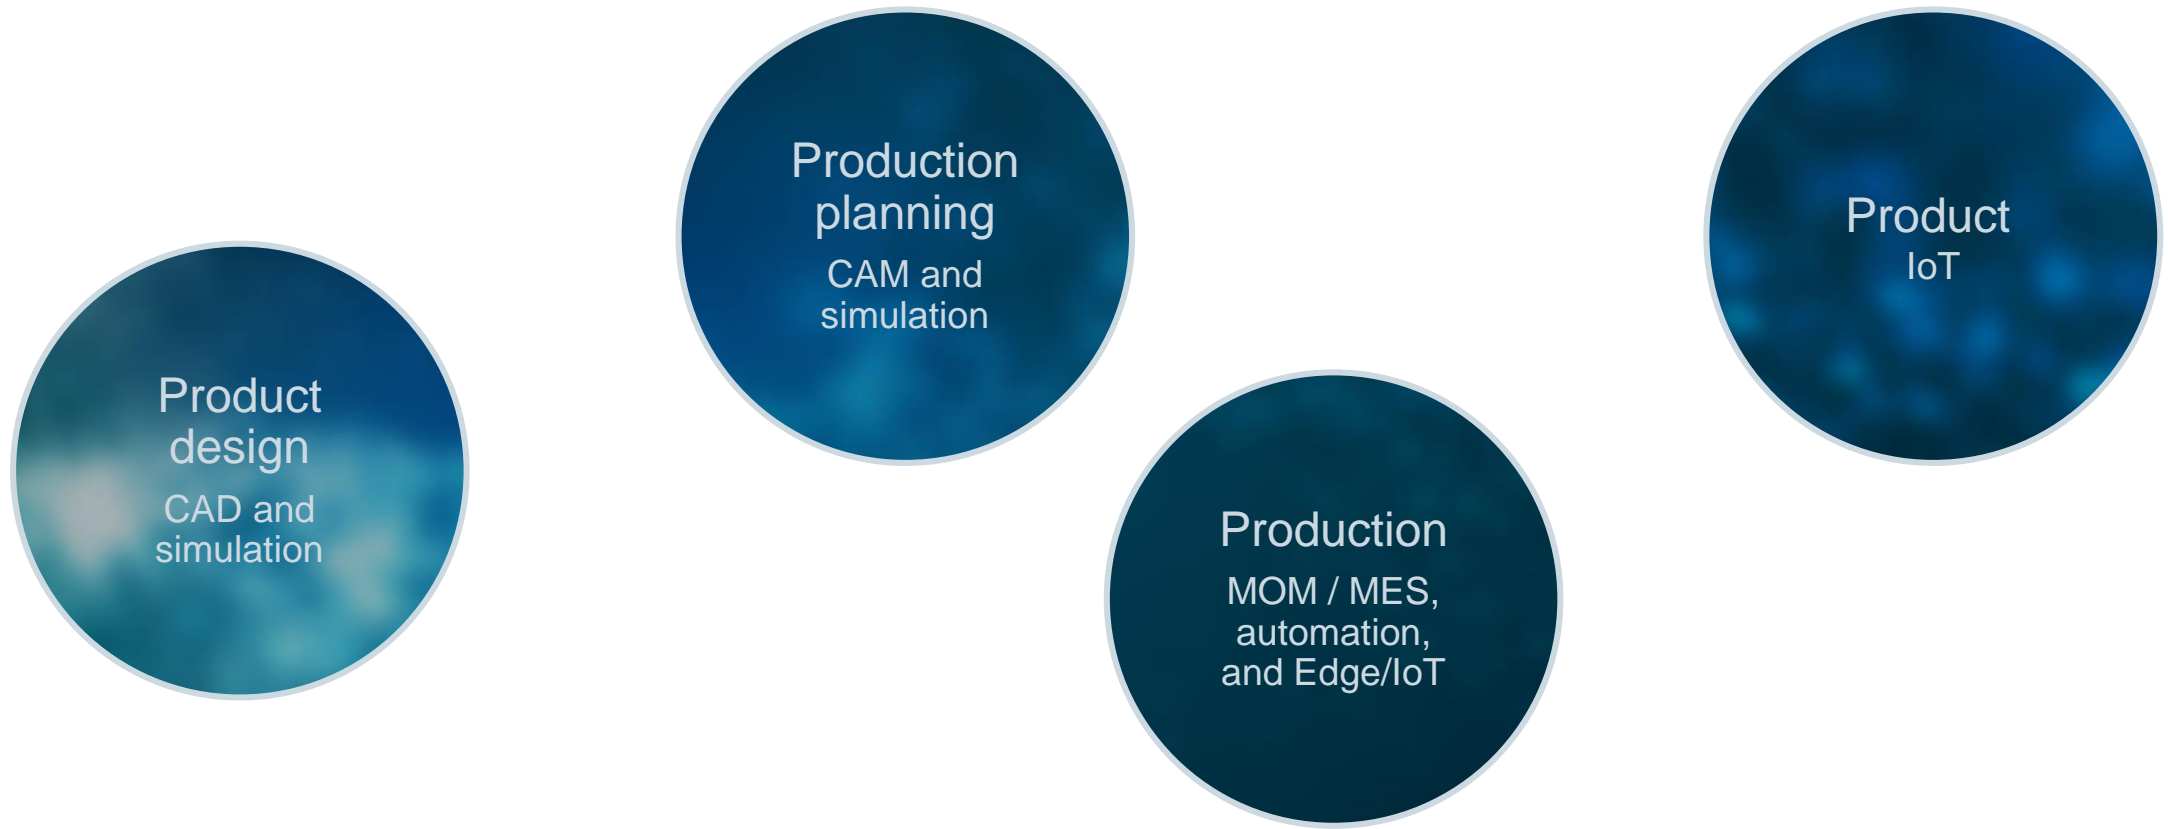 Product
design
CAD and
simulation
Production
planning
CAM and
simulation
Production
MOM / MES,
automation,
and Edge/IoT
Product
IoT